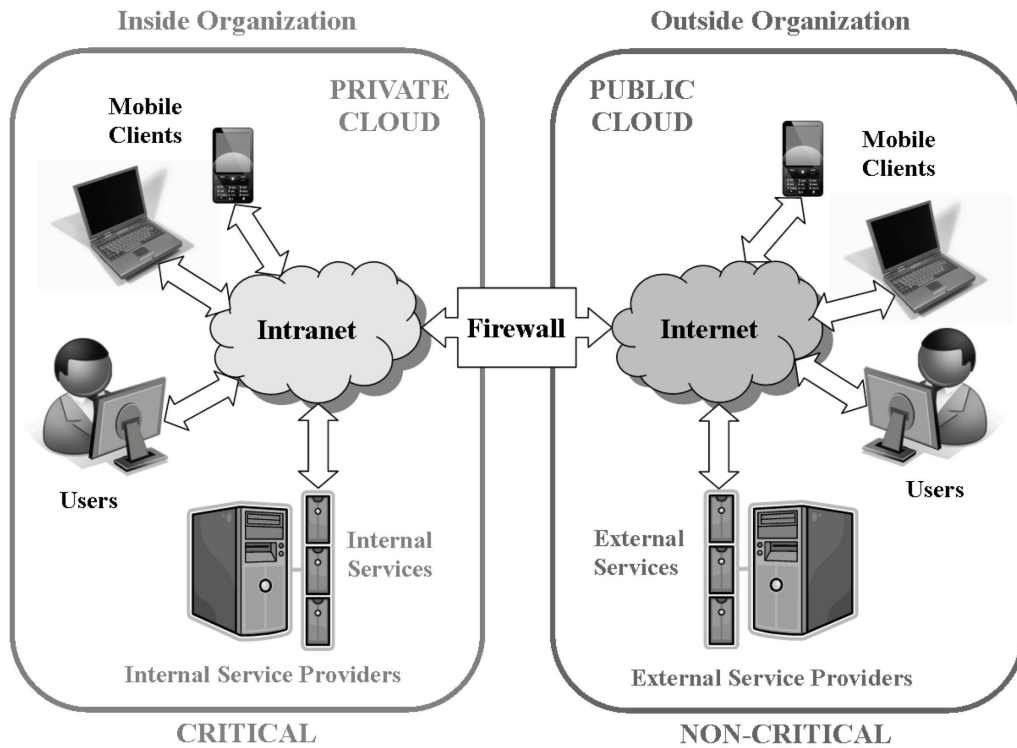 Inside Organization
Outside Organization
PRIVATE
CLOUD
PUBLIC
CLOUD
Mobile
Clients
Mobile
Clients
Intranet
Firewall
Internet
Users
Users
Internal
Services
External
Services
Internal Service Providers
External Service Providers
CRITICAL
NON-CRITICAL